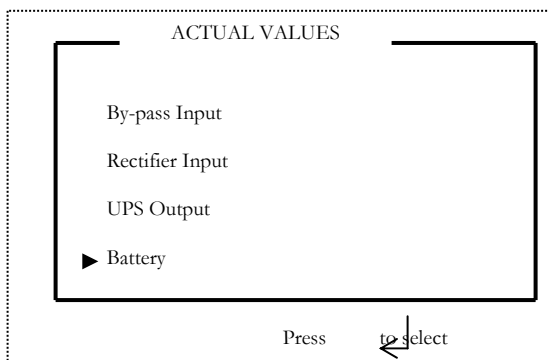 ACTUAL VALUES
By-pass Input
Rectifier Input
UPS Output
Battery
Press to select